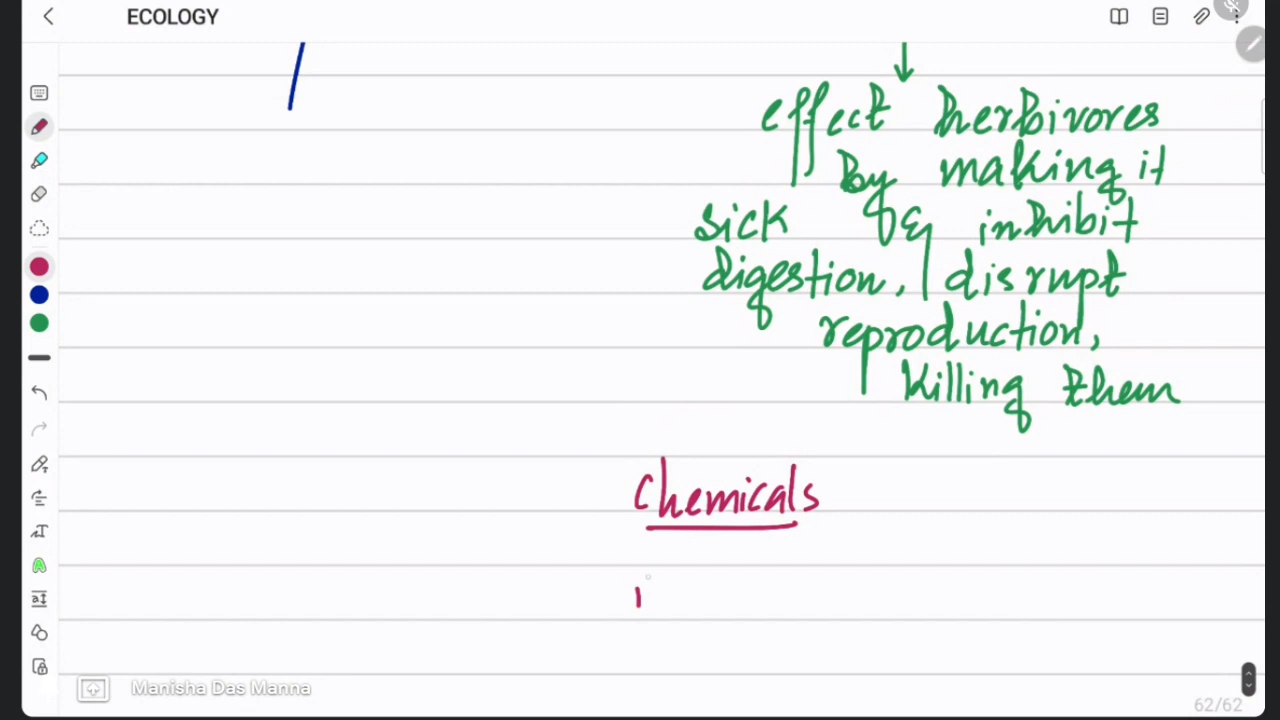 ECOLOGY
effect herbivores
By making it
sick & inhibit
digestion, disrupt
reproduction,
killing them
Chemicals
Manisha Das Manna
62/62